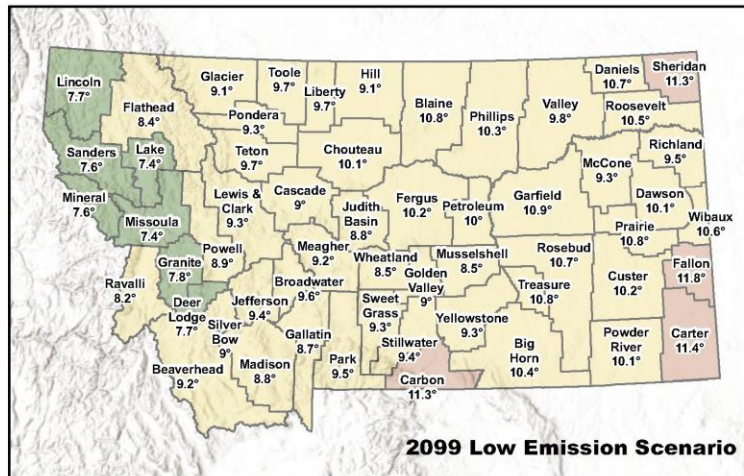 Lincoln
7.7°
Flathead
8.4°
Glacier
9.1°
Toole
9.7°
Liberty
9.7°
Hill
9.1°
Blaine
10.8°
Phillips
10.3°
Valley
9.8°
Daniels
10.7°
Sheridan
11.3°
Roosevelt
10.5°
Pondera
9.3°
Teton
9.7°
Chouteau
10.1°
Sanders
7.6°
Lake
7.4°
Mineral
7.6°
Missoula
7.4°
Lewis &
Clark
9.3°
Cascade
9°
Judith
Basin
8.8°
Fergus
10.2°
Petroleum
10°
Garfield
10.9°
McCone
9.3°
Richland
9.5°
Dawson
10.1°
Wibaux
10.6°
Prairie
10.8°
Granite
7.8°
Powell
8.9°
Meagher
9.2°
Wheatland
8.5°
Golden
Valley
9°
Musselshell
8.5°
Rosebud
10.7°
Treasure
10.8°
Custer
10.2°
Fallon
11.8°
Ravalli
8.2°
Deer
Lodge
7.7°
Silver
Bow
9°
Jefferson
9.4°
Broadwater
9.6°
Gallatin
8.7°
Park
9.5°
Sweet
Grass
9.3°
Stillwater
9.4°
Yellowstone
9.3°
Big
Horn
10.4°
Powder
River
10.1°
Carter
11.4°
Beaverhead
9.2°
Madison
8.8°
Carbon
11.3°
2099 Low Emission Scenario